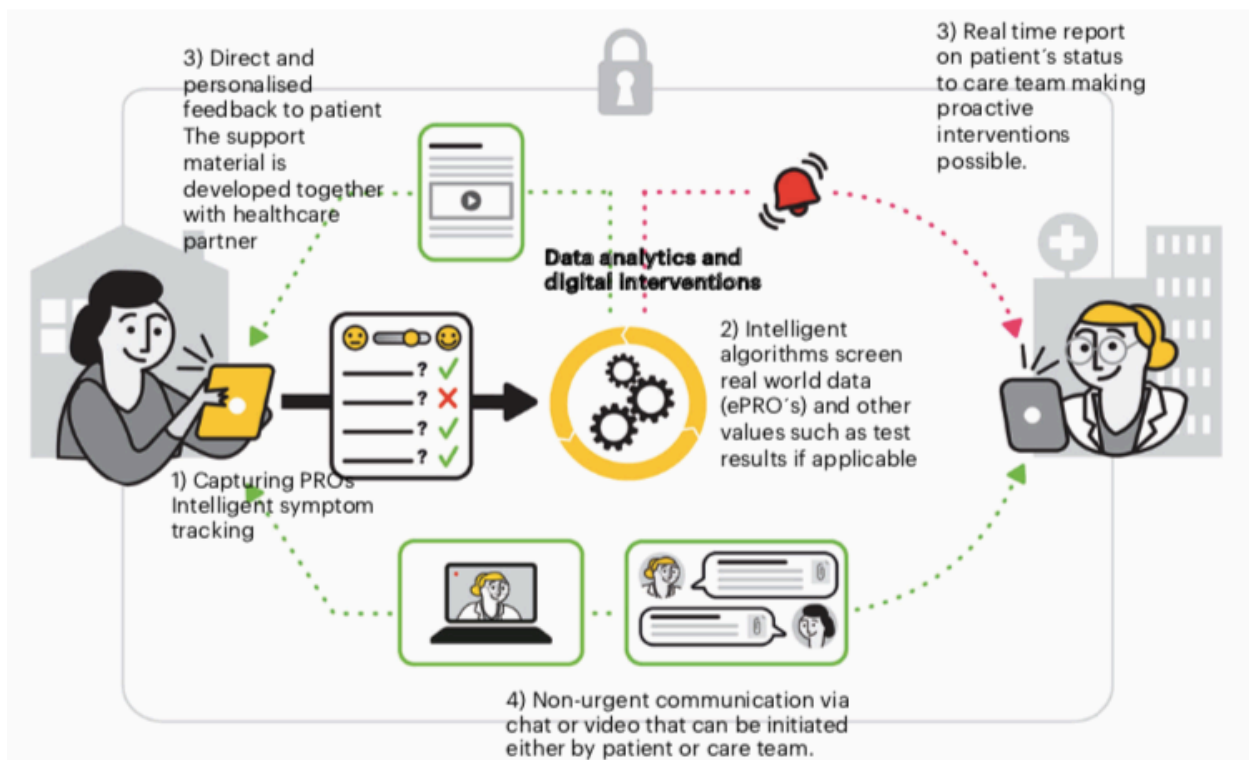 3) Direct and
personalised
feedback to patient
The support
material is
developed together
with healthcare
partner
3) Real time report
on patient´s status
to care team making
proactive
interventions
possible.
Data analytics and
digital interventions
? 
?
?
?
2) Intelligent
algorithms screen
real world data
(ePRO´s) and other
values such as test
results if applicable
1) Capturing PROs
Intelligent symptom
tracking
4) Non-urgent communication via
chat or video that can be initiated
either by patient or care team.